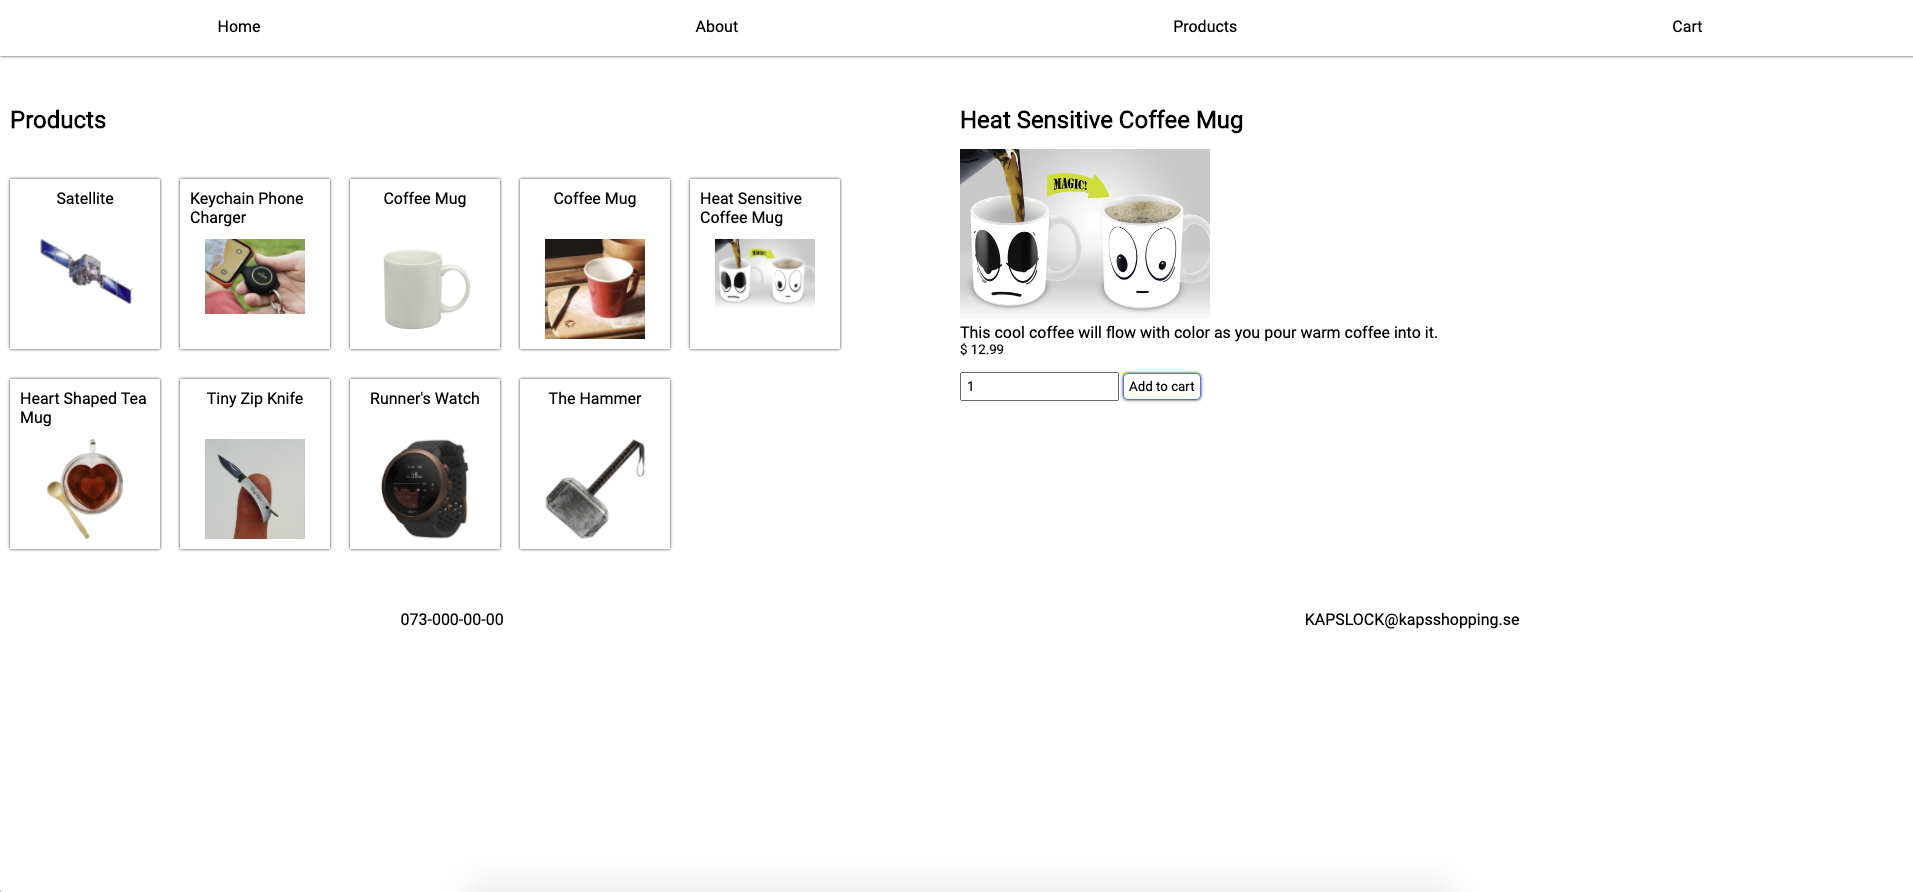 Home
About
Products
Cart
Products
Satellite
Keychain Phone
Charger
Coffee Mug
Coffee Mug
Heat Sensitive
Coffee Mug
MAGIC!
Heart Shaped Tea
Mug
Tiny Zip Knife
Runner's Watch
The Hammer
Heat Sensitive Coffee Mug
MAGIC!
This cool coffee will flow with color as you pour warm coffee into it.
$ 12.99
1
Add to cart
073-000-00-00
KAPSLOCK@kapsshopping.se